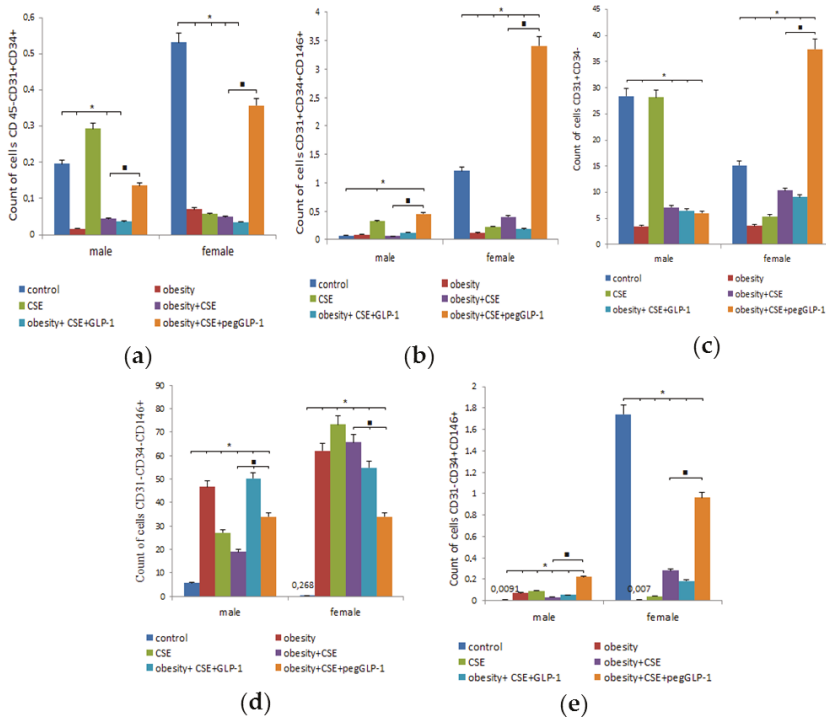 Count of cells CD 45-CD31+CD34+
0,6
0,5
0,4
0,3
0,2
0,1
0
*
■
*
■
male
female
control
obesity
CSE
obesity+CSE
obesity+ CSE+GLP-1
obesity+CSE+pegGLP-1
(a)
Count of cells CD31+CD34+CD146+
4
3,5
3
2,5
2
1,5
1
0,5
0
*
■
*
■
male
female
control
obesity
CSE
obesity+CSE
obesity+ CSE+GLP-1
obesity+CSE+pegGLP-1
(b)
Count of cells CD31+CD34-
45
40
35
30
25
20
15
10
5
0
*
*
■
male
female
control
obesity
CSE
obesity+CSE
obesity+ CSE+GLP-1
obesity+CSE+pegGLP-1
(c)
Count of cells CD31-CD34-CD146+
90
80
70
60
50
40
30
20
10
0
*
■
*
■
0,268
male
female
control
obesity
CSE
obesity+CSE
obesity+ CSE+GLP-1
obesity+CSE+pegGLP-1
(d)
Count of cells CD31-CD34+CD146+
2
1,8
1,6
1,4
1,2
1
0,8
0,6
0,4
0,2
0
*
■
*
■
0,0091
0,007
male
female
control
obesity
CSE
obesity+CSE
obesity+ CSE+GLP-1
obesity+CSE+pegGLP-1
(e)